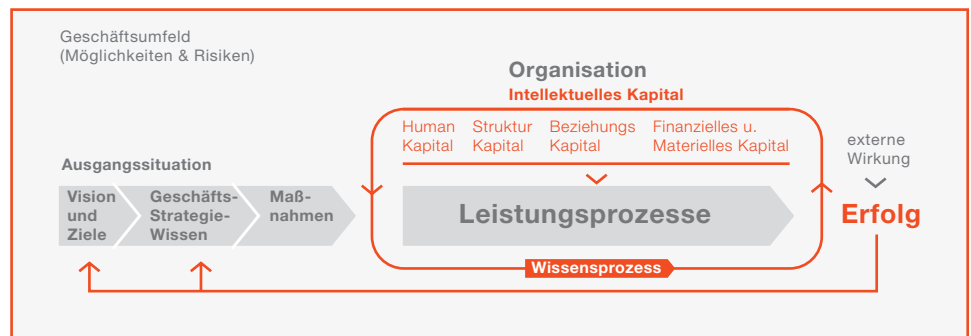 Geschäftsumfeld
(Möglichkeiten & Risiken)
Organisation
Intellektuelles Kapital
Human
Kapital
Struktur
Kapital
Beziehungs
Kapital
Finanzielles u.
Materielles Kapital
externe
Wirkung
Ausgangssituation
Vision
und
Ziele
Geschäfts-
Strategie-
Wissen
Maß-
nahmen
Leistungsprozesse
Erfolg
Wissensprozess